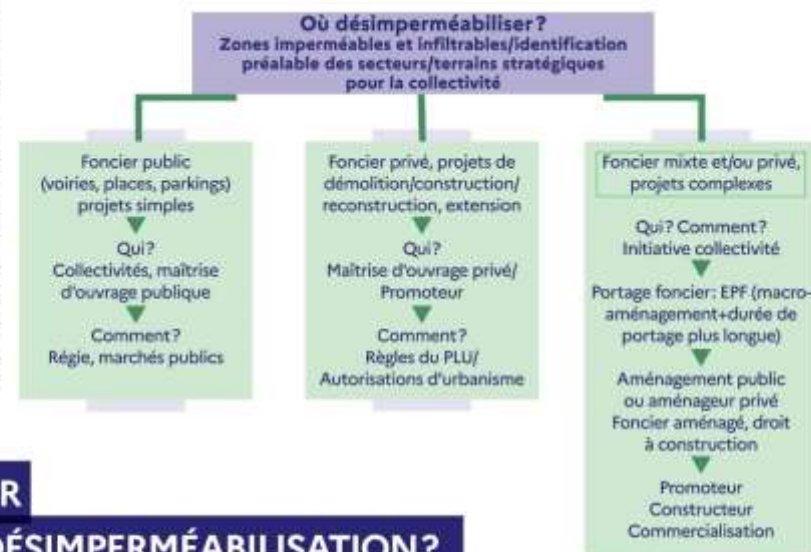 Où désimperméabiliser?
Zones imperméables et infiltrables/identification
préalable des secteurs/terrains stratégiques
pour la collectivité
Foncier public
(voiries, places, parkings)
projets simples
Qui?
Collectivités, maîtrise
d'ouvrage publique
Comment?
Régie, marchés publics
Foncier privé, projets de
démolition/construction/
reconstruction, extension
Qui?
Maîtrise d'ouvrage privé/
Promoteur
Comment?
Règles du PLU/
Autorisations d'urbanisme
Foncier mixte et/ou privé,
projets complexes
Qui? Comment?
Initiative collectivité
Portage foncier: EPF (macro-
aménagement+durée de
portage plus longue)
Aménagement public
ou aménageur privé
Foncier aménagé, droit
à construction
Promoteur
Constructeur
Commercialisation
R
DÉSIMPERMÉABILISATION?